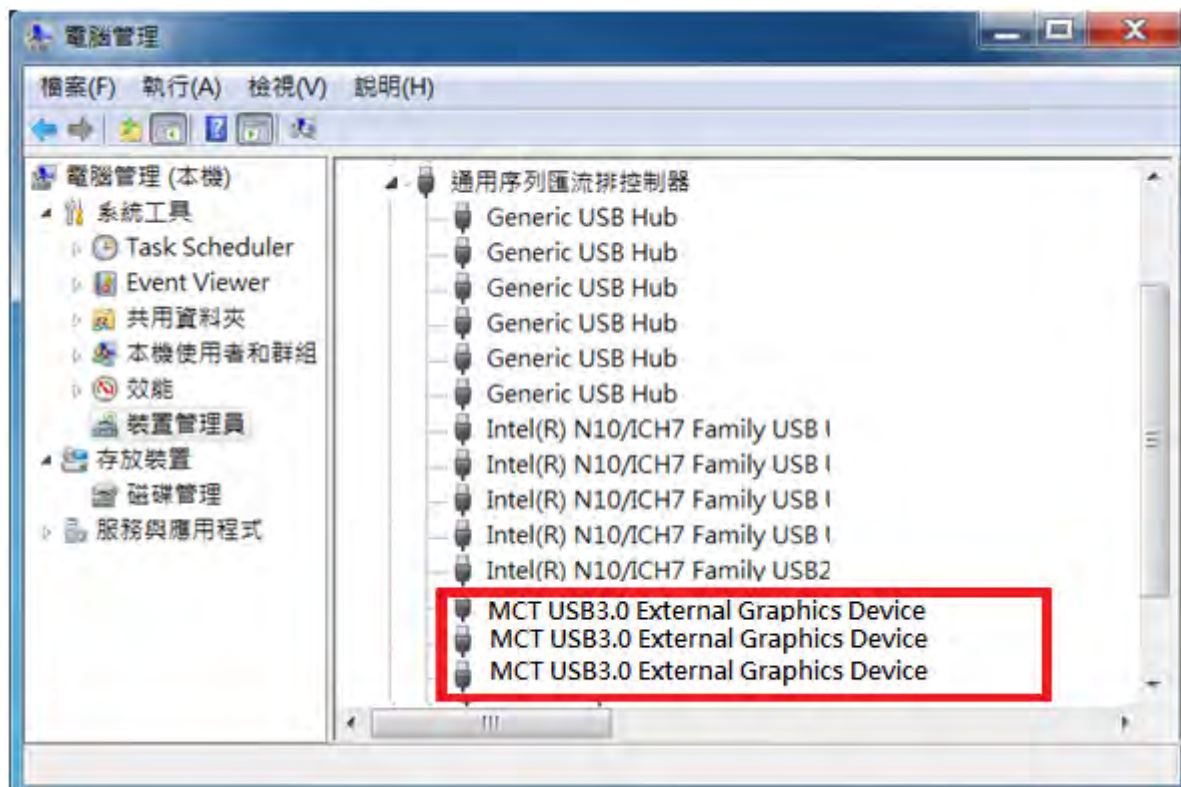 電腦管理
檔案(F) 執行(A) 檢視(V) 說明(H)
電腦管理 (本機)
系統工具
Task Scheduler
Event Viewer
共用資料夾
本機使用者和群組
效能
裝置管理員
存放裝置
磁碟管理
服務與應用程式
通用序列匯流排控制器
Generic USB Hub
Generic USB Hub
Generic USB Hub
Generic USB Hub
Generic USB Hub
Generic USB Hub
Intel(R) N10/ICH7 Family USB
Intel(R) N10/ICH7 Family USB
Intel(R) N10/ICH7 Family USB
Intel(R) N10/ICH7 Family USB
Intel(R) N10/ICH7 Family USB2
MCT USB3.0 External Graphics Device
MCT USB3.0 External Graphics Device
MCT USB3.0 External Graphics Device